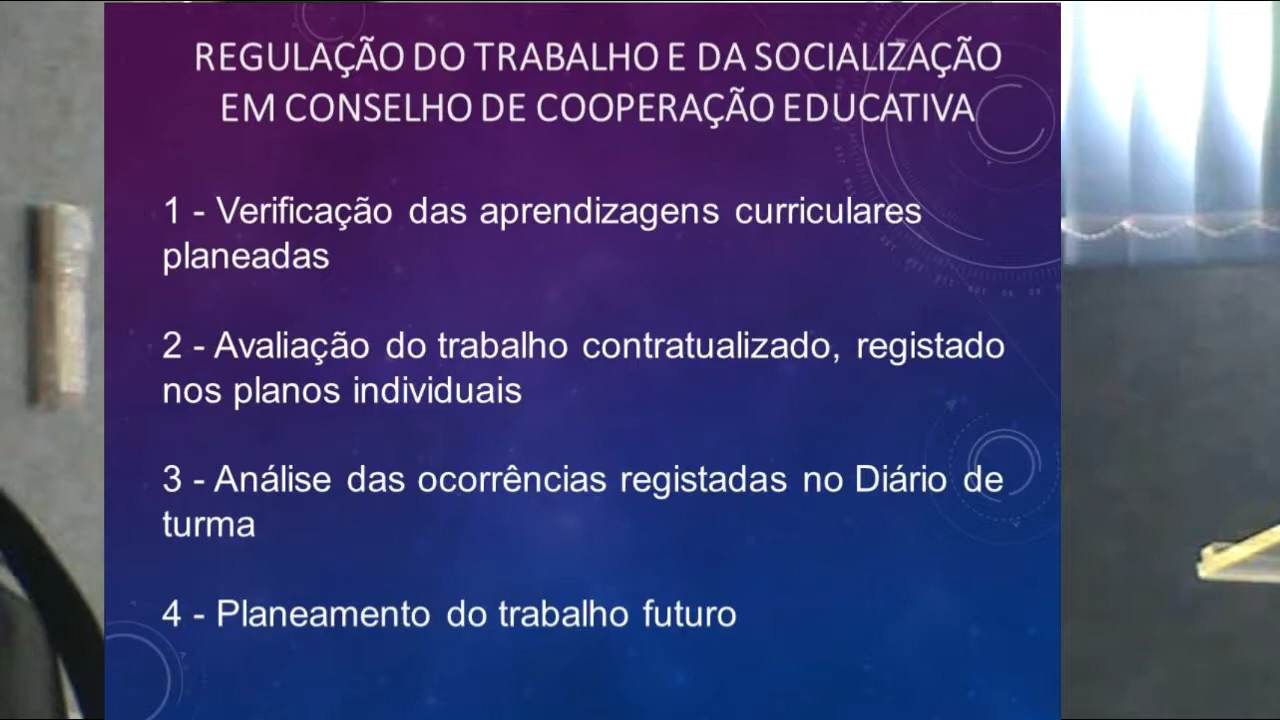 REGULAÇÃO DO TRABALHO E DA SOCIALIZAÇÃO
EM CONSELHO DE COOPERAÇÃO EDUCATIVA
1 - Verificação das aprendizagens curriculares
planeadas
2 - Avaliação do trabalho contratualizado, registado
nos planos individuais
3 - Análise das ocorrências registadas no Diário de
turma
4 - Planeamento do trabalho futuro